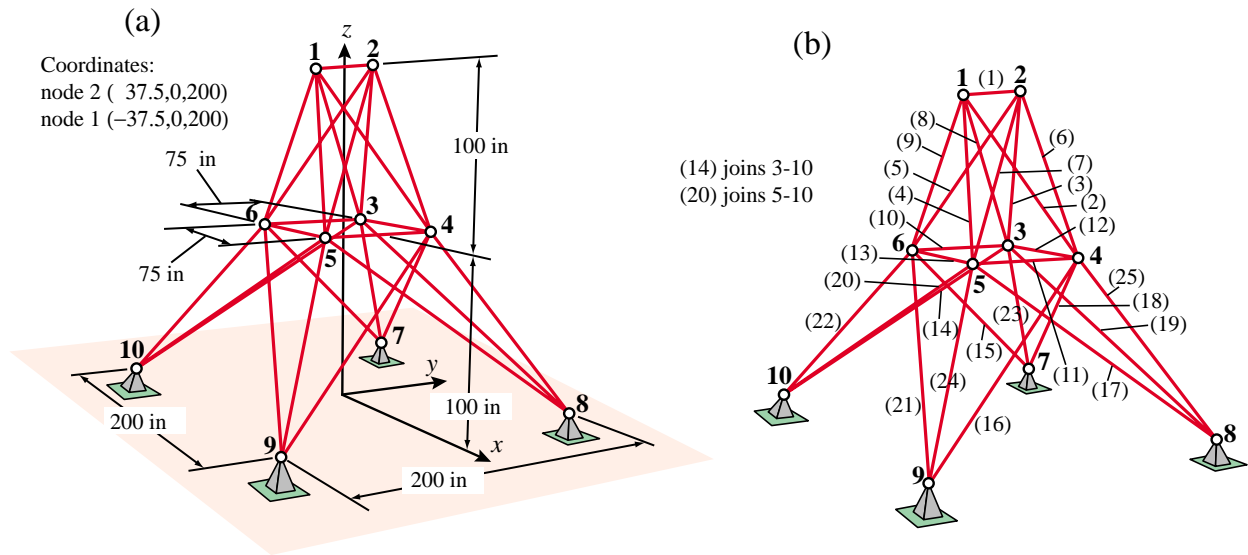 (a)
Coordinates:
node 2 ( 37.5,0,200)
node 1 (−37.5,0,200)
z
1
2
100 in
75 in
6
3
4
5
75 in
7
10
y
100 in
8
200 in
9
x
200 in
(b)
(14) joins 3-10
(20) joins 5-10
1
(1)
2
(8)
(9)
(6)
(7)
(5)
(3)
(4)
(2)
(10)
(12)
3
6
4
(13)
5
(25)
(20)
(18)
(22)
(14)
(23)
(19)
(15)
7
10
(24)
(11)
(17)
(21)
(16)
8
9